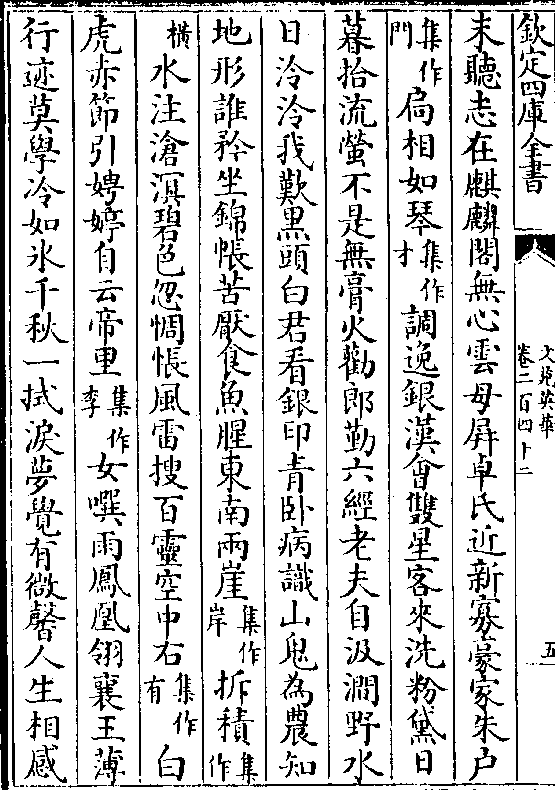 欽定四庫全書
文苑英華
卷二百四十二
五
末聽志在麒麟閣無心雲母屏卓氏近新寡豪家朱户
集作門扃相如琴集作才調逸銀漢會雙星客來洗粉黛日
暮拾流螢不是無膏火勸郎勤六經老夫自汲澗野水
日泠泠我歎黑頭白君看銀印青卧病識山鬼為農知
地形誰矜坐錦帳苦厭食魚腥東南兩崖集作岸坼積集作
橫水注滄溟碧色忽惆悵風雷搜百靈空中右集作有白
虎赤節引娉婷自云帝里集作季女噀雨鳳凰翎襄王薄
行迹莫學冷如氷千秋一拭淚夢覺有微馨人生相感